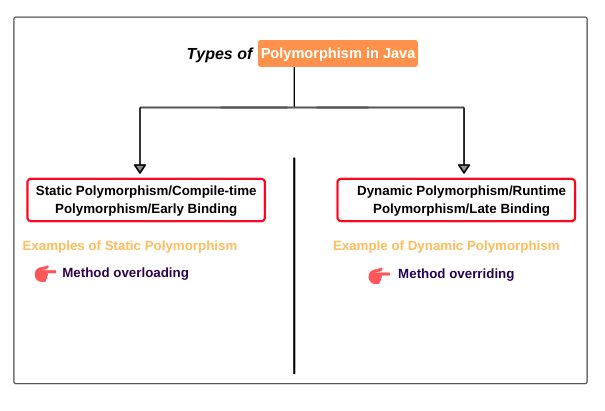 Types of Polymorphism in Java
Static Polymorphism/Compile-time
Polymorphism/Early Binding
Examples of Static Polymorphism
Method overloading
Dynamic Polymorphism/Runtime
Polymorphism/Late Binding
Example of Dynamic Polymorphism
Method overriding